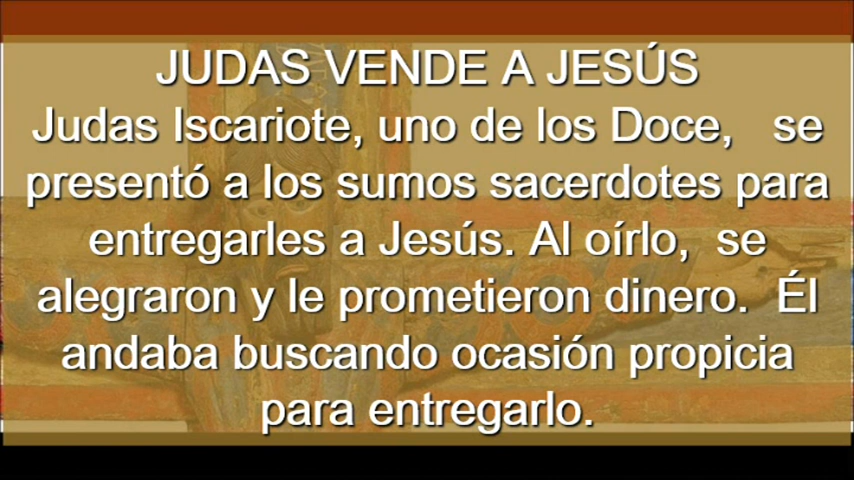 JUDAS VENDE A JESÚS
Judas Iscariote, uno de los Doce, se
presentó a los sumos sacerdotes para
entregarles a Jesús. Al oírlo, se
alegraron y le prometieron dinero. Él
andaba buscando ocasión propicia
para entregarlo.